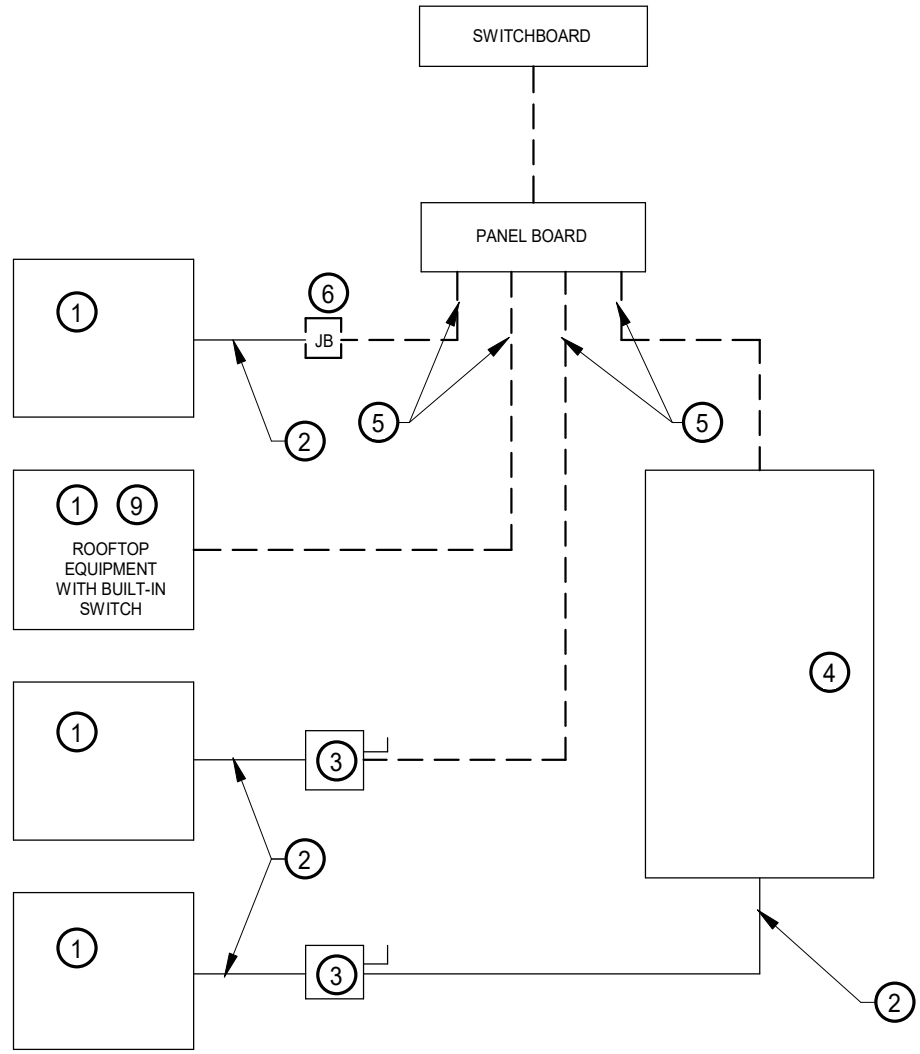 SWITCHBOARD
PANEL BOARD
1
6
JB
2
5
5
1 9
ROOFTOP
EQUIPMENT
WITH BUILT-IN
SWITCH
4
1
3
2
1
3
2